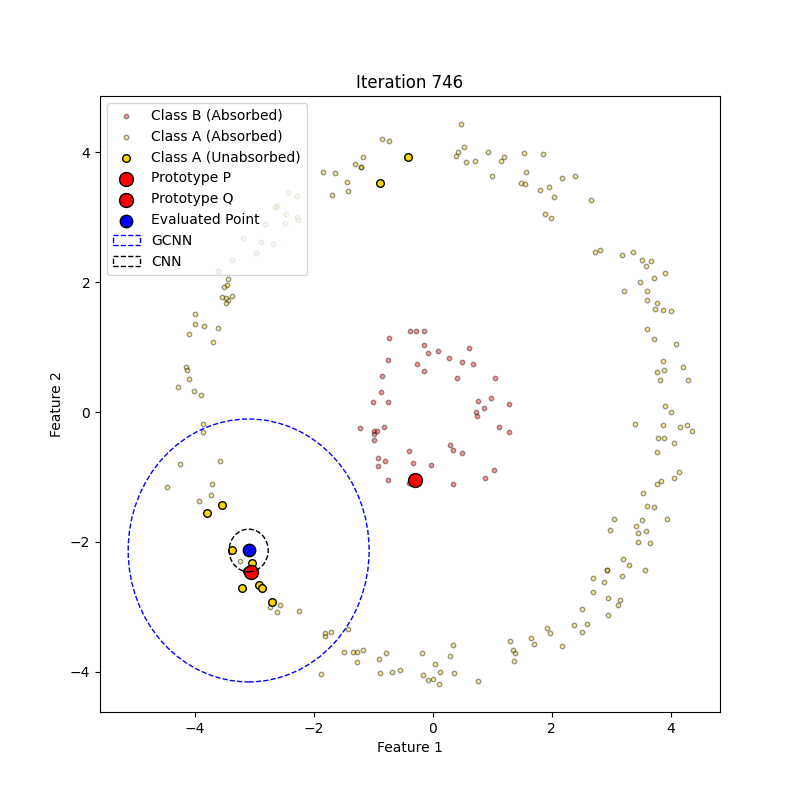 Iteration 746
Class B (Absorbed)
Class A (Absorbed)
Class A (Unabsorbed)
Prototype P
Prototype Q
Evaluated Point
GCNN
CNN
4
2
0
−2
−4
Feature 2
−4
−2
0
2
4
Feature 1